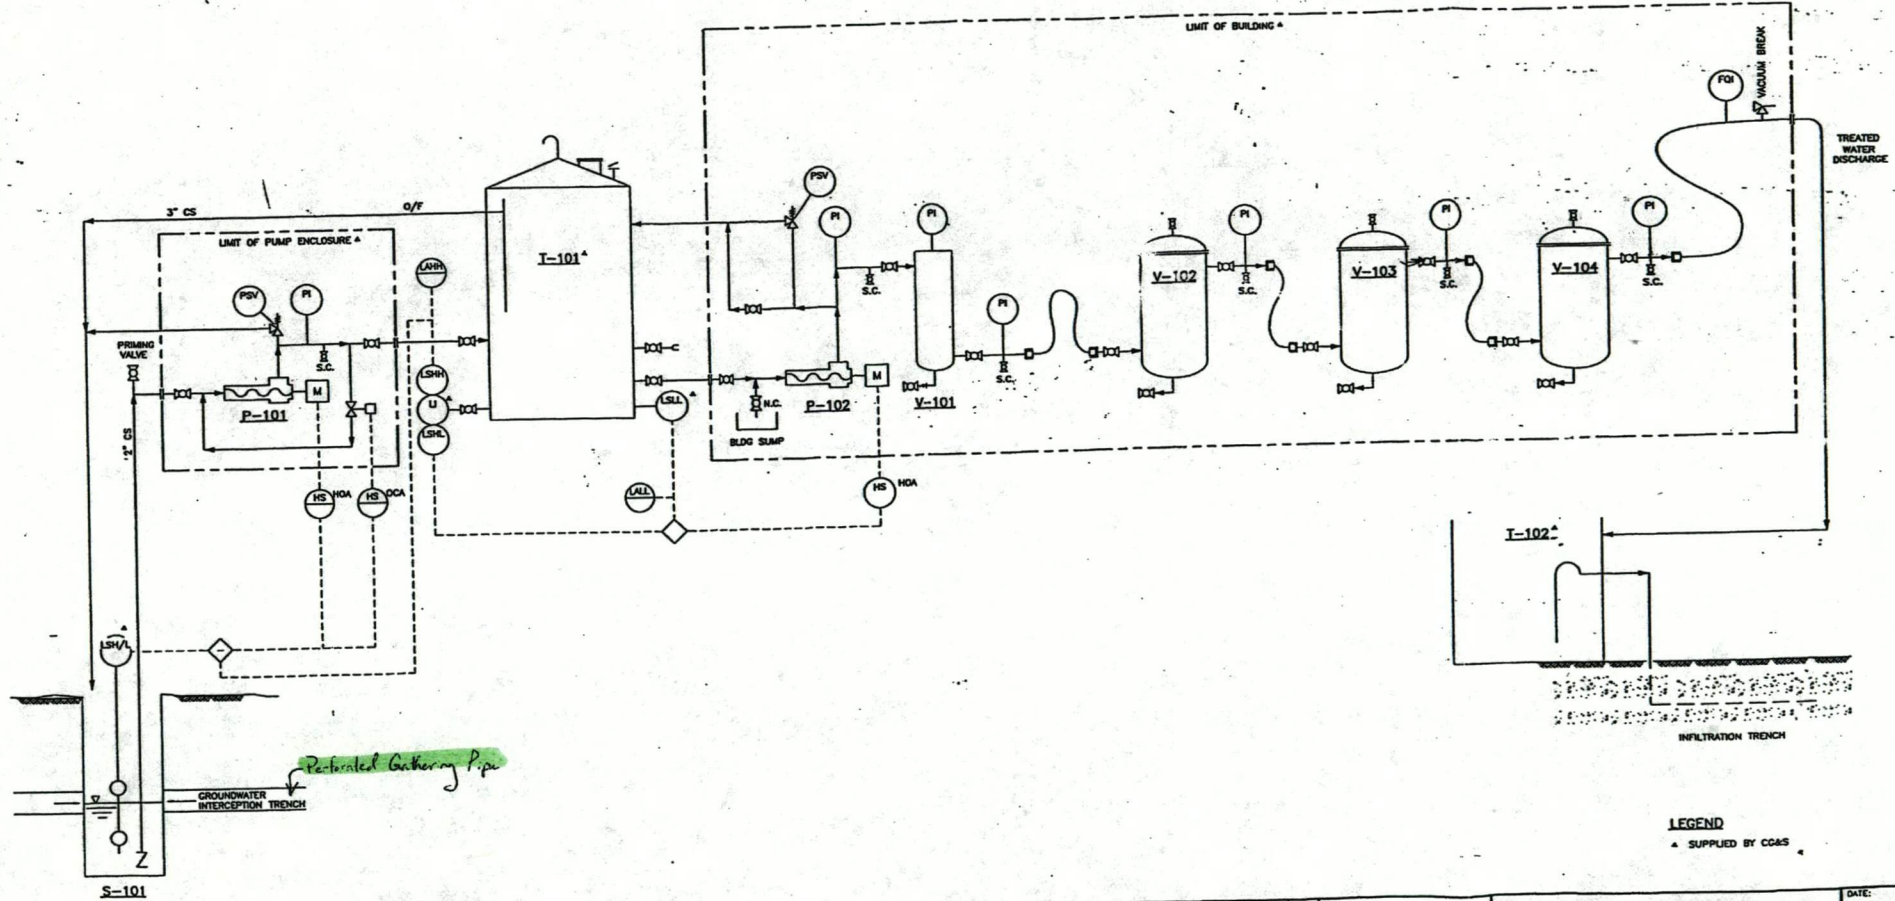 LIMIT OF BUILDING ▲
VACUUM BREAK
FQI
TREATED
WATER
DISCHARGE
3" CS
O/F
LIMIT OF PUMP ENCLOSURE ▲
T-101 ▲
PSV
PI
PI
PI
PI
PI
LAHH
PSV
PI
V-102
V-103
V-104
S.C.
S.C.
S.C.
S.C.
PI
PRIMING
VALVE
S.C.
S.C.
LSHH
M
P-101
LI ▲
LSLL ▲
N.C.
P-102
M
V-101
LSHL
BLDG SUMP
2" CS
HS HOA
HS OCA
LALL
HS HOA
T-102 ▲
LSH/L ▲
INFILTRATION TRENCH
Perforated Gathering Pipe
GROUNDWATER
INTERCEPTION TRENCH
LEGEND
▲ SUPPLIED BY CG&S
S-101
DATE: